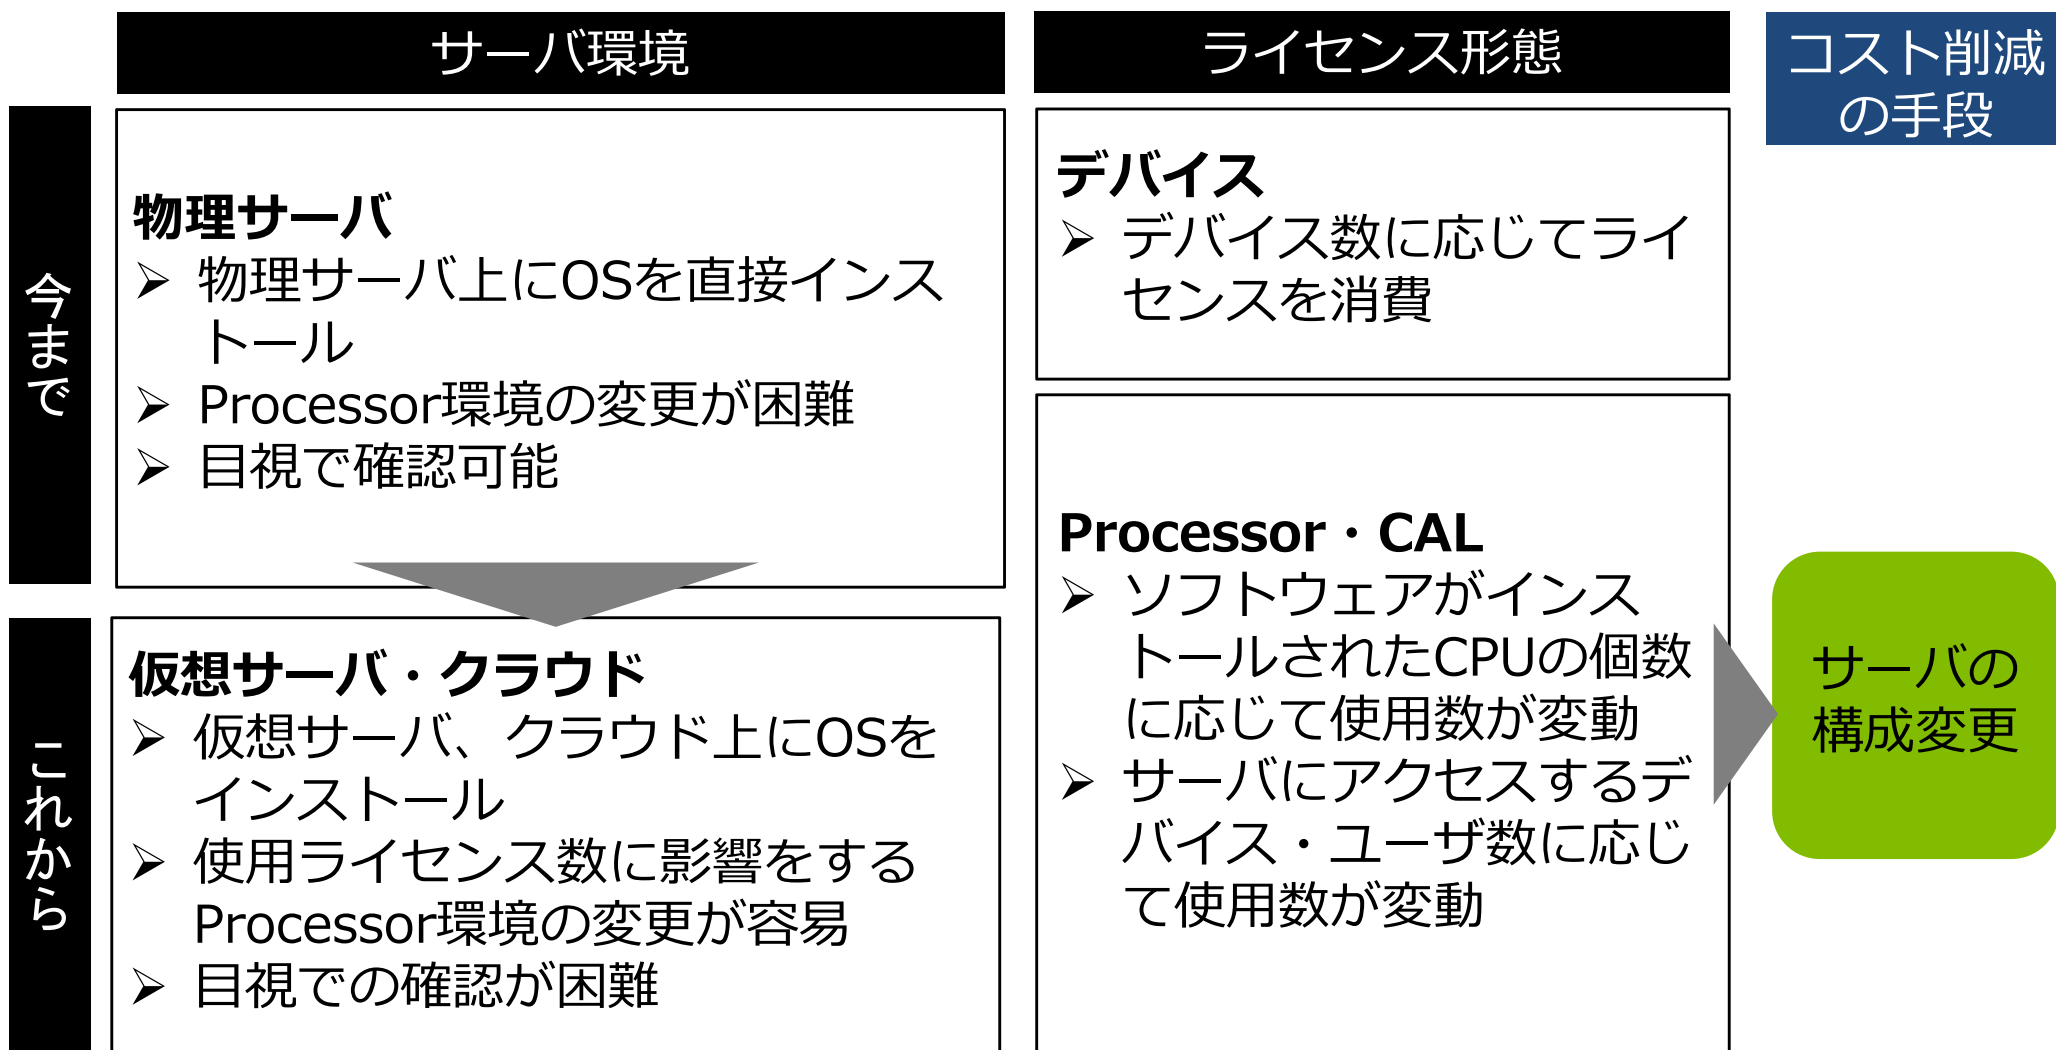 サーバ環境
ライセンス形態
コスト削減
の手段
今まで
物理サーバ
➢ 物理サーバ上にOSを直接インス
トール
➢ Processor環境の変更が困難
➢ 目視で確認可能
デバイス
➢ デバイス数に応じてライ
センスを消費
これから
仮想サーバ・クラウド
➢ 仮想サーバ、クラウド上にOSを
インストール
➢ 使用ライセンス数に影響をする
Processor環境の変更が容易
➢ 目視での確認が困難
Processor・CAL
➢ ソフトウェアがインス
トールされたCPUの個数
に応じて使用数が変動
➢ サーバにアクセスするデ
バイス・ユーザ数に応じ
て使用数が変動
サーバの
構成変更